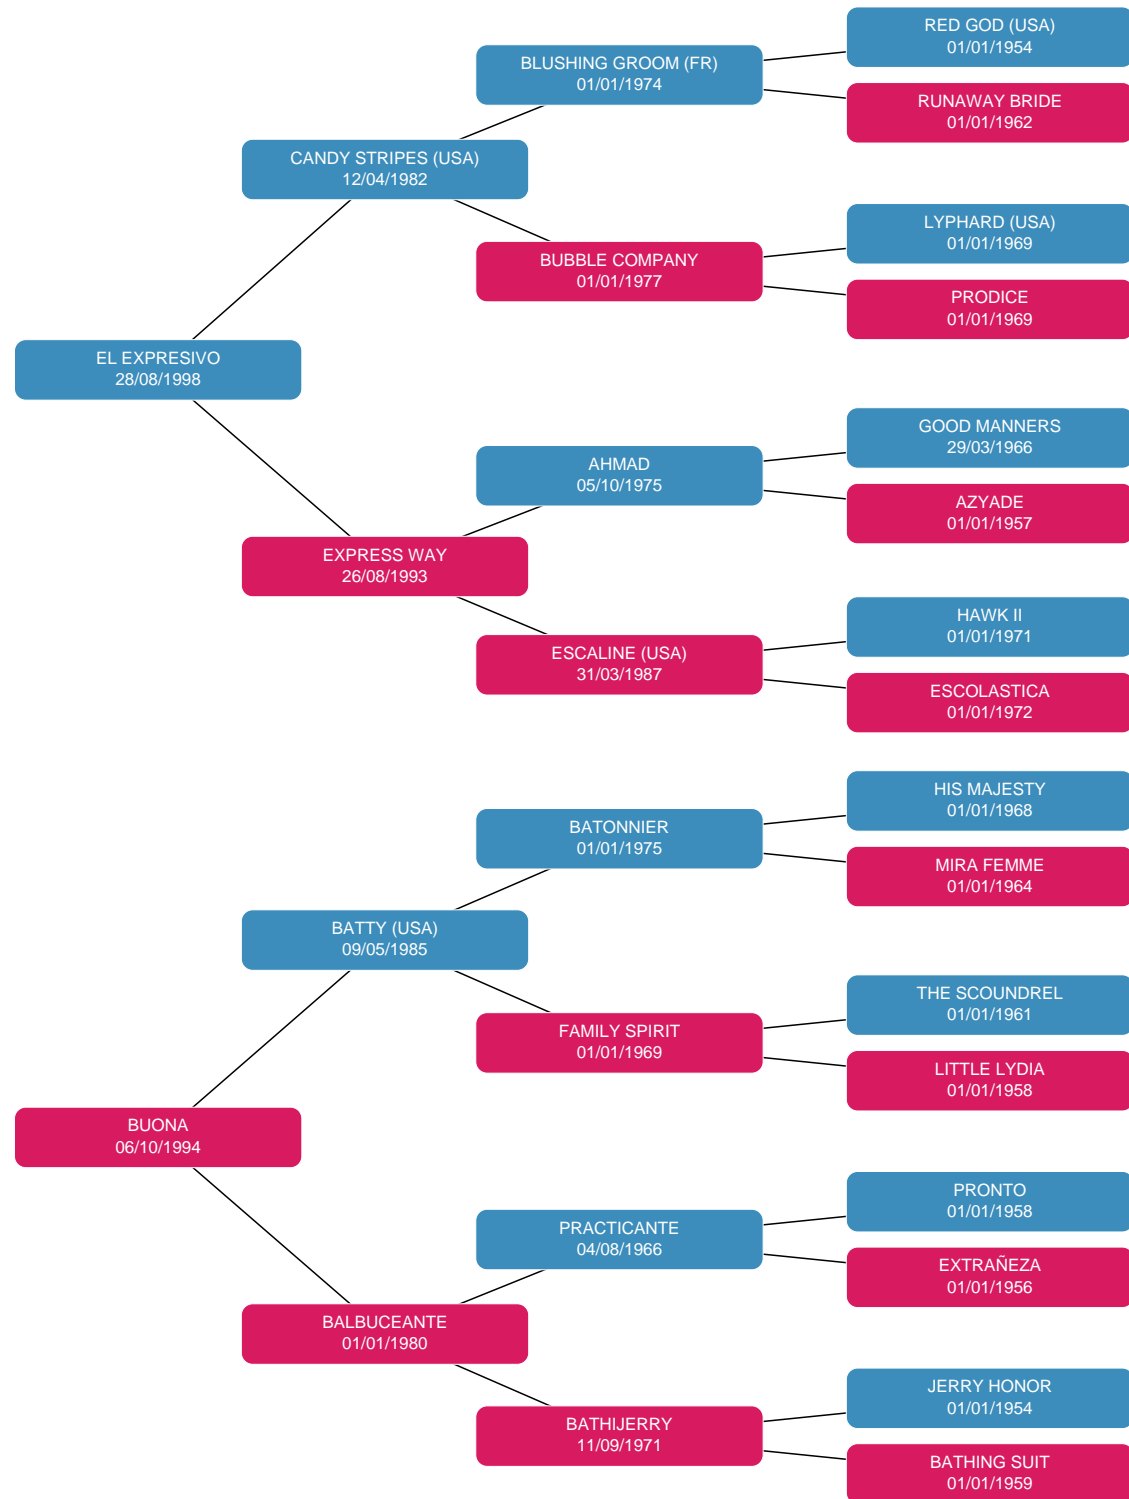 RED GOD (USA)
01/01/1954
BLUSHING GROOM (FR)
01/01/1974
RUNAWAY BRIDE
01/01/1962
CANDY STRIPES (USA)
12/04/1982
LYPHARD (USA)
01/01/1969
BUBBLE COMPANY
01/01/1977
PRODICE
01/01/1969
EL EXPRESIVO
28/08/1998
GOOD MANNERS
29/03/1966
AHMAD
05/10/1975
AZYADE
01/01/1957
EXPRESS WAY
26/08/1993
HAWK II
01/01/1971
ESCALINE (USA)
31/03/1987
ESCOLASTICA
01/01/1972
HIS MAJESTY
01/01/1968
BATONNIER
01/01/1975
MIRA FEMME
01/01/1964
BATTY (USA)
09/05/1985
THE SCOUNDREL
01/01/1961
FAMILY SPIRIT
01/01/1969
LITTLE LYDIA
01/01/1958
BUONA
06/10/1994
PRONTO
01/01/1958
PRACTICANTE
04/08/1966
EXTRAÑEZA
01/01/1956
BALBUCEANTE
01/01/1980
JERRY HONOR
01/01/1954
BATHIJERRY
11/09/1971
BATHING SUIT
01/01/1959